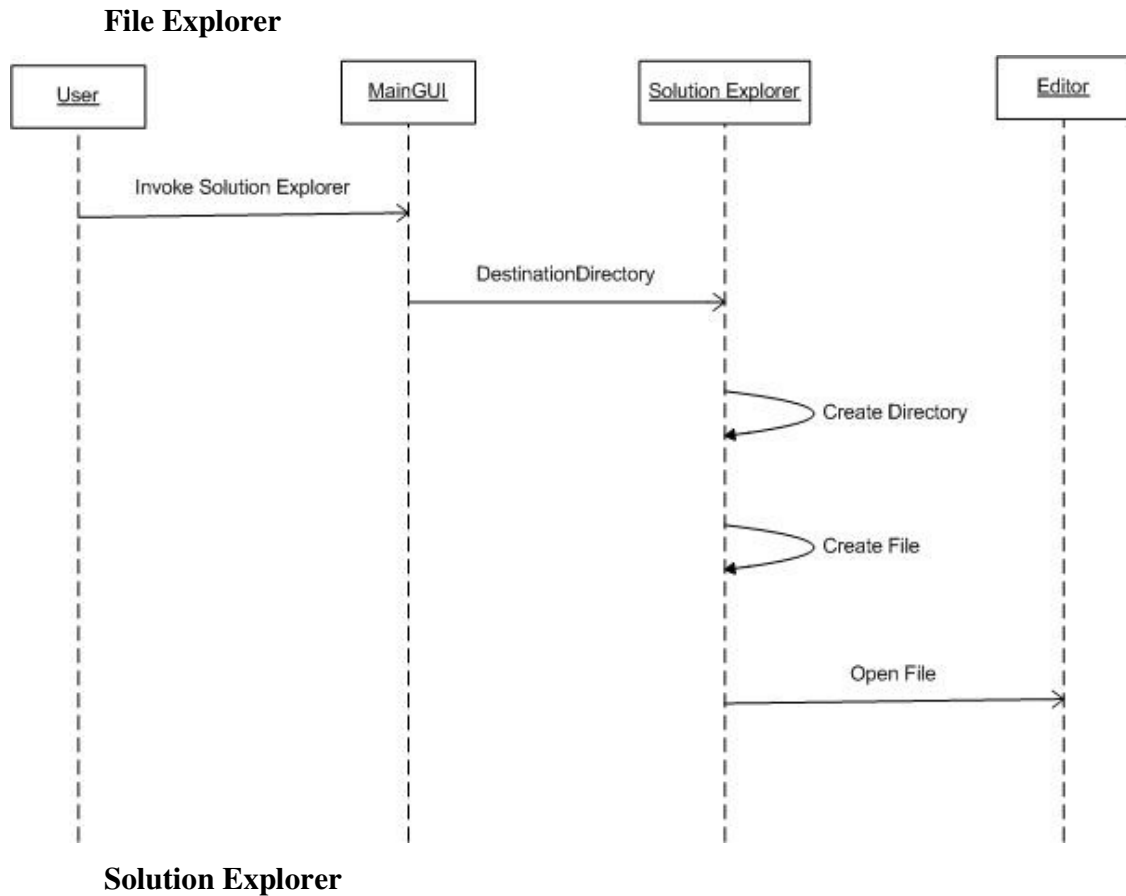 File Explorer
User
MainGUI
Solution Explorer
Editor
Invoke Solution Explorer
DestinationDirectory
Create Directory
Create File
Open File
Solution Explorer